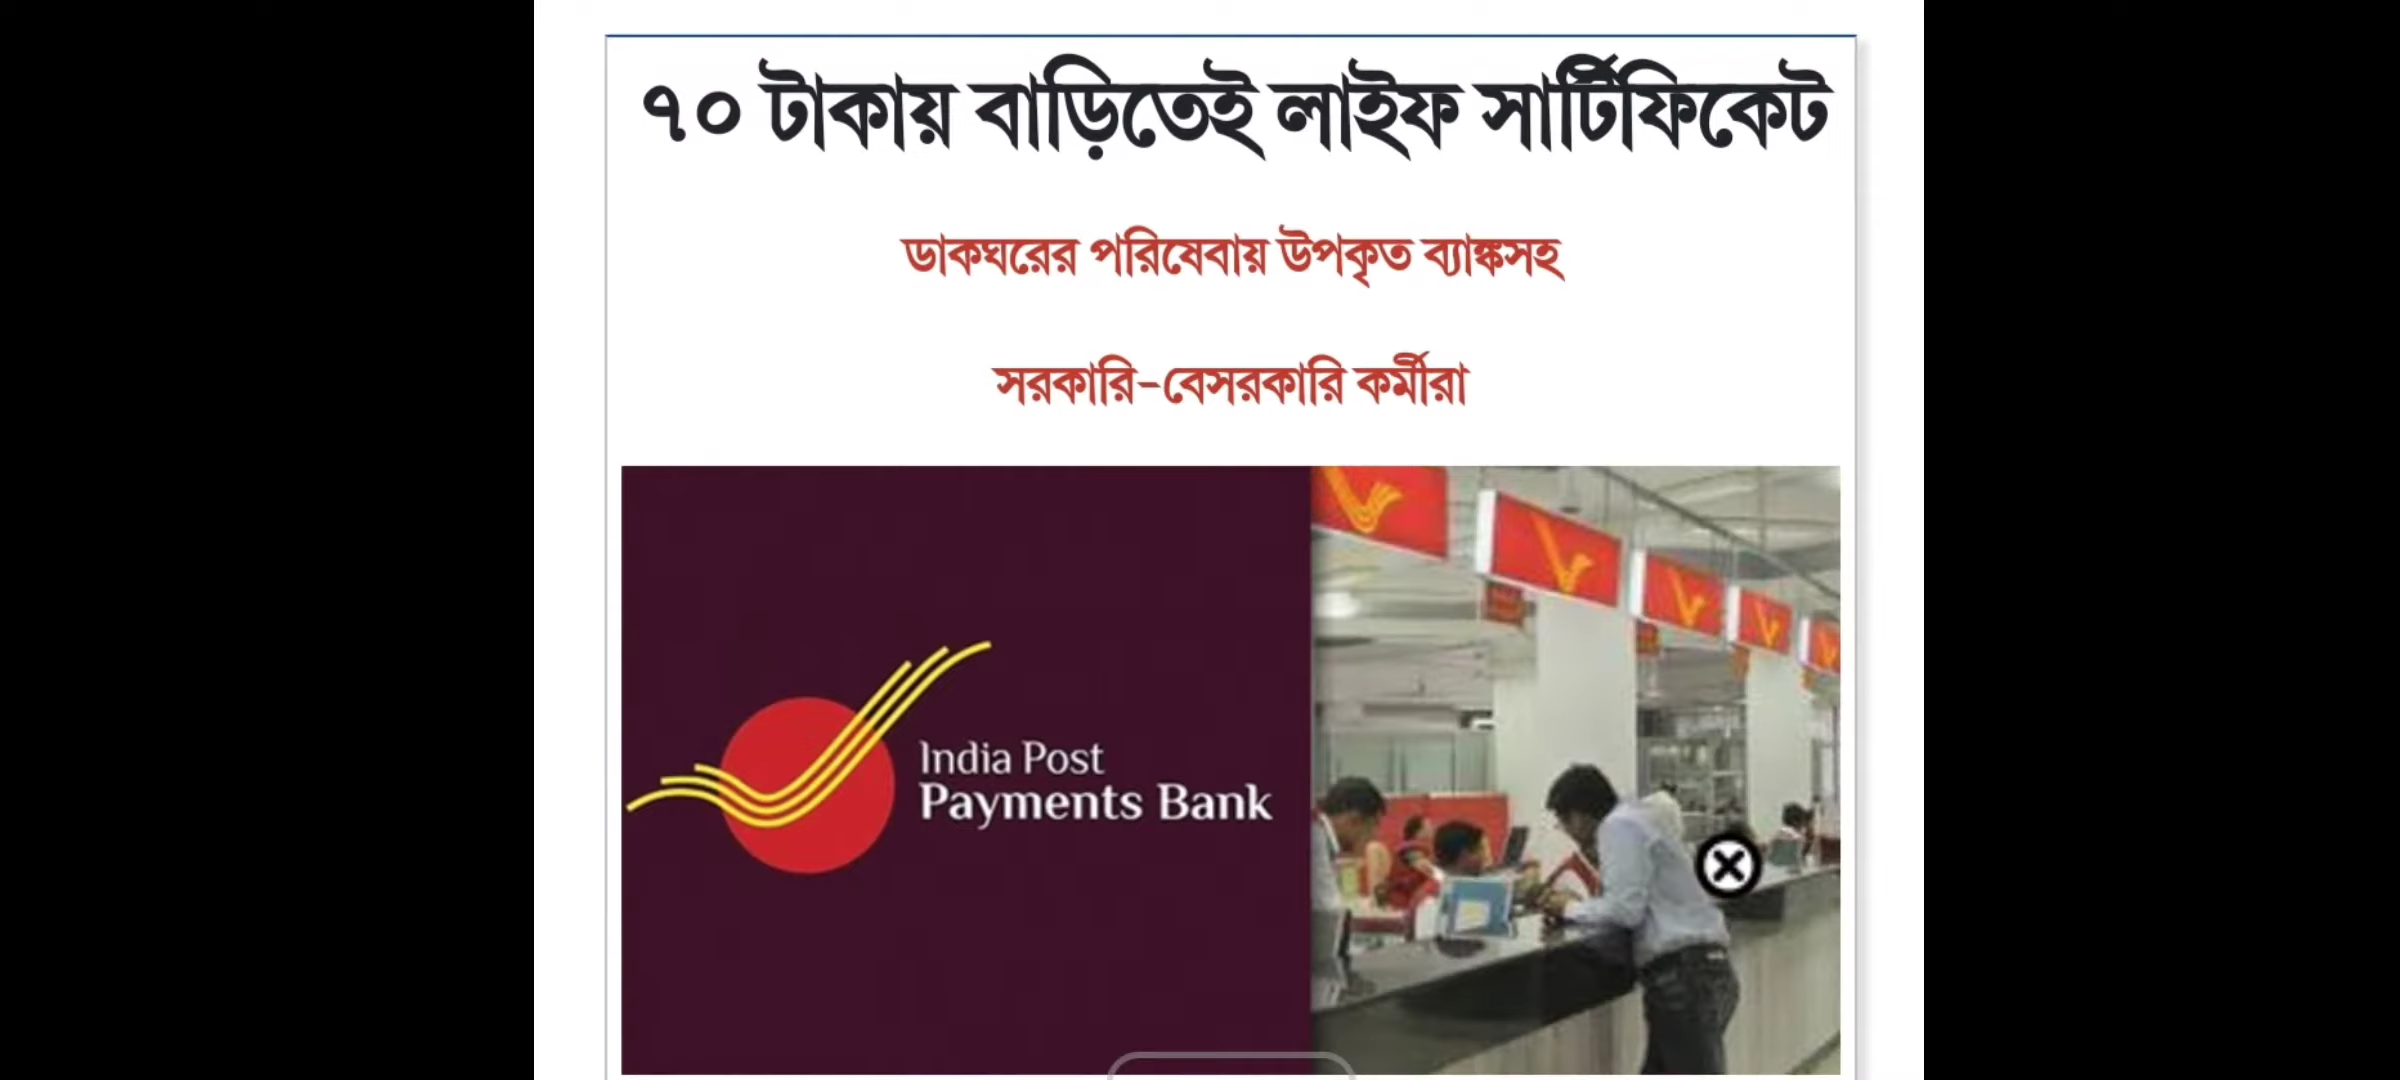 ৭০ টাকায় বাড়িতেই লাইফ সার্টিফিকেট
ডাকঘরের পরিষেবায় উপকৃত ব্যাঙ্কসহ
সরকারি-বেসরকারি কর্মীরা
India Post
Payments Bank